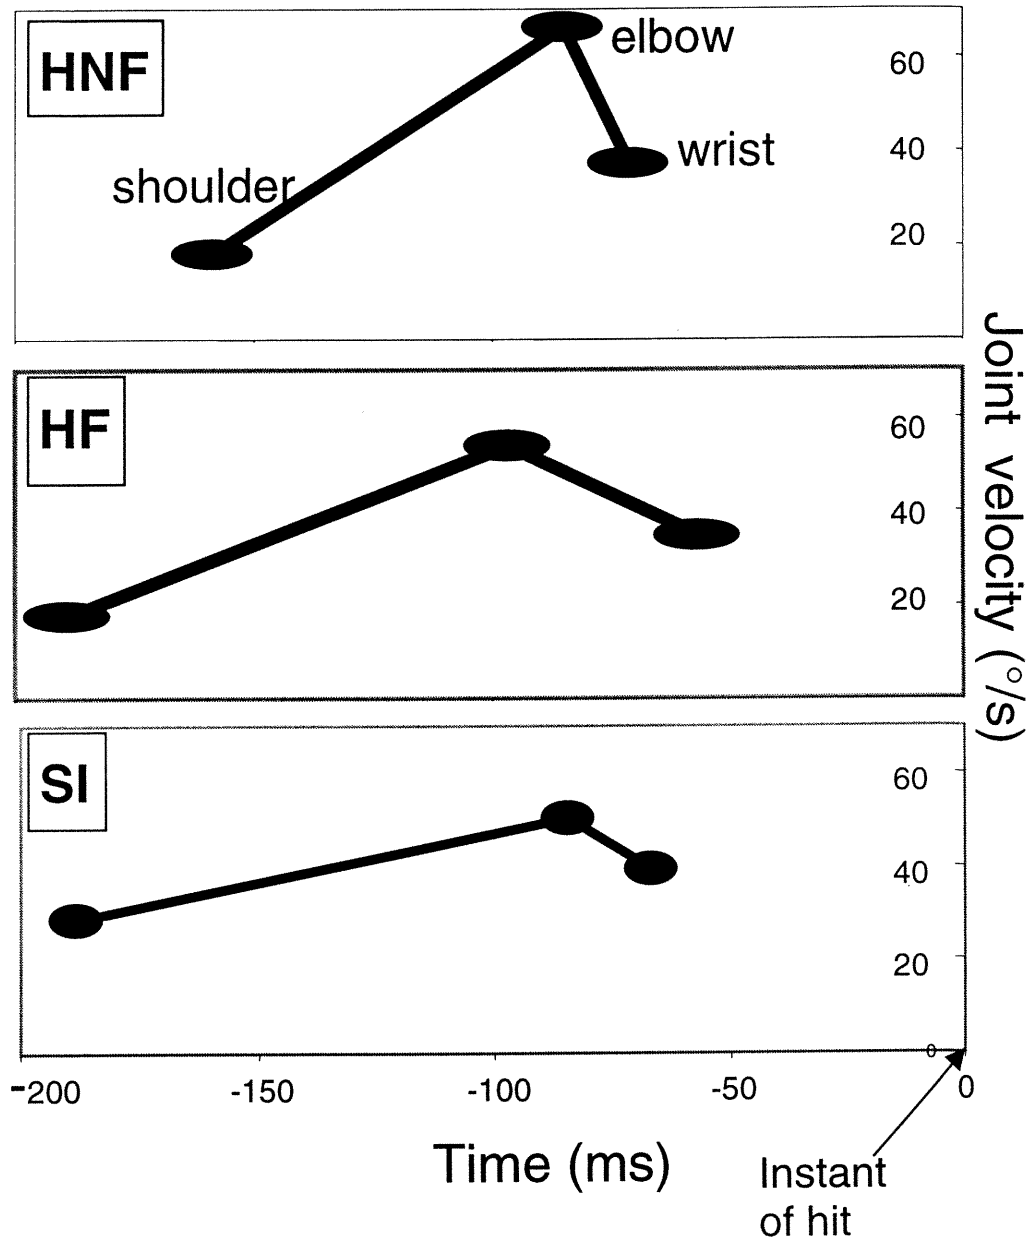 HNF
elbow
60
wrist
40
shoulder
20
HF
60
40
20
Joint velocity (°/s)
SI
60
40
20
0
-200 -150 -100 -50 0
Time (ms)
Instant
of hit